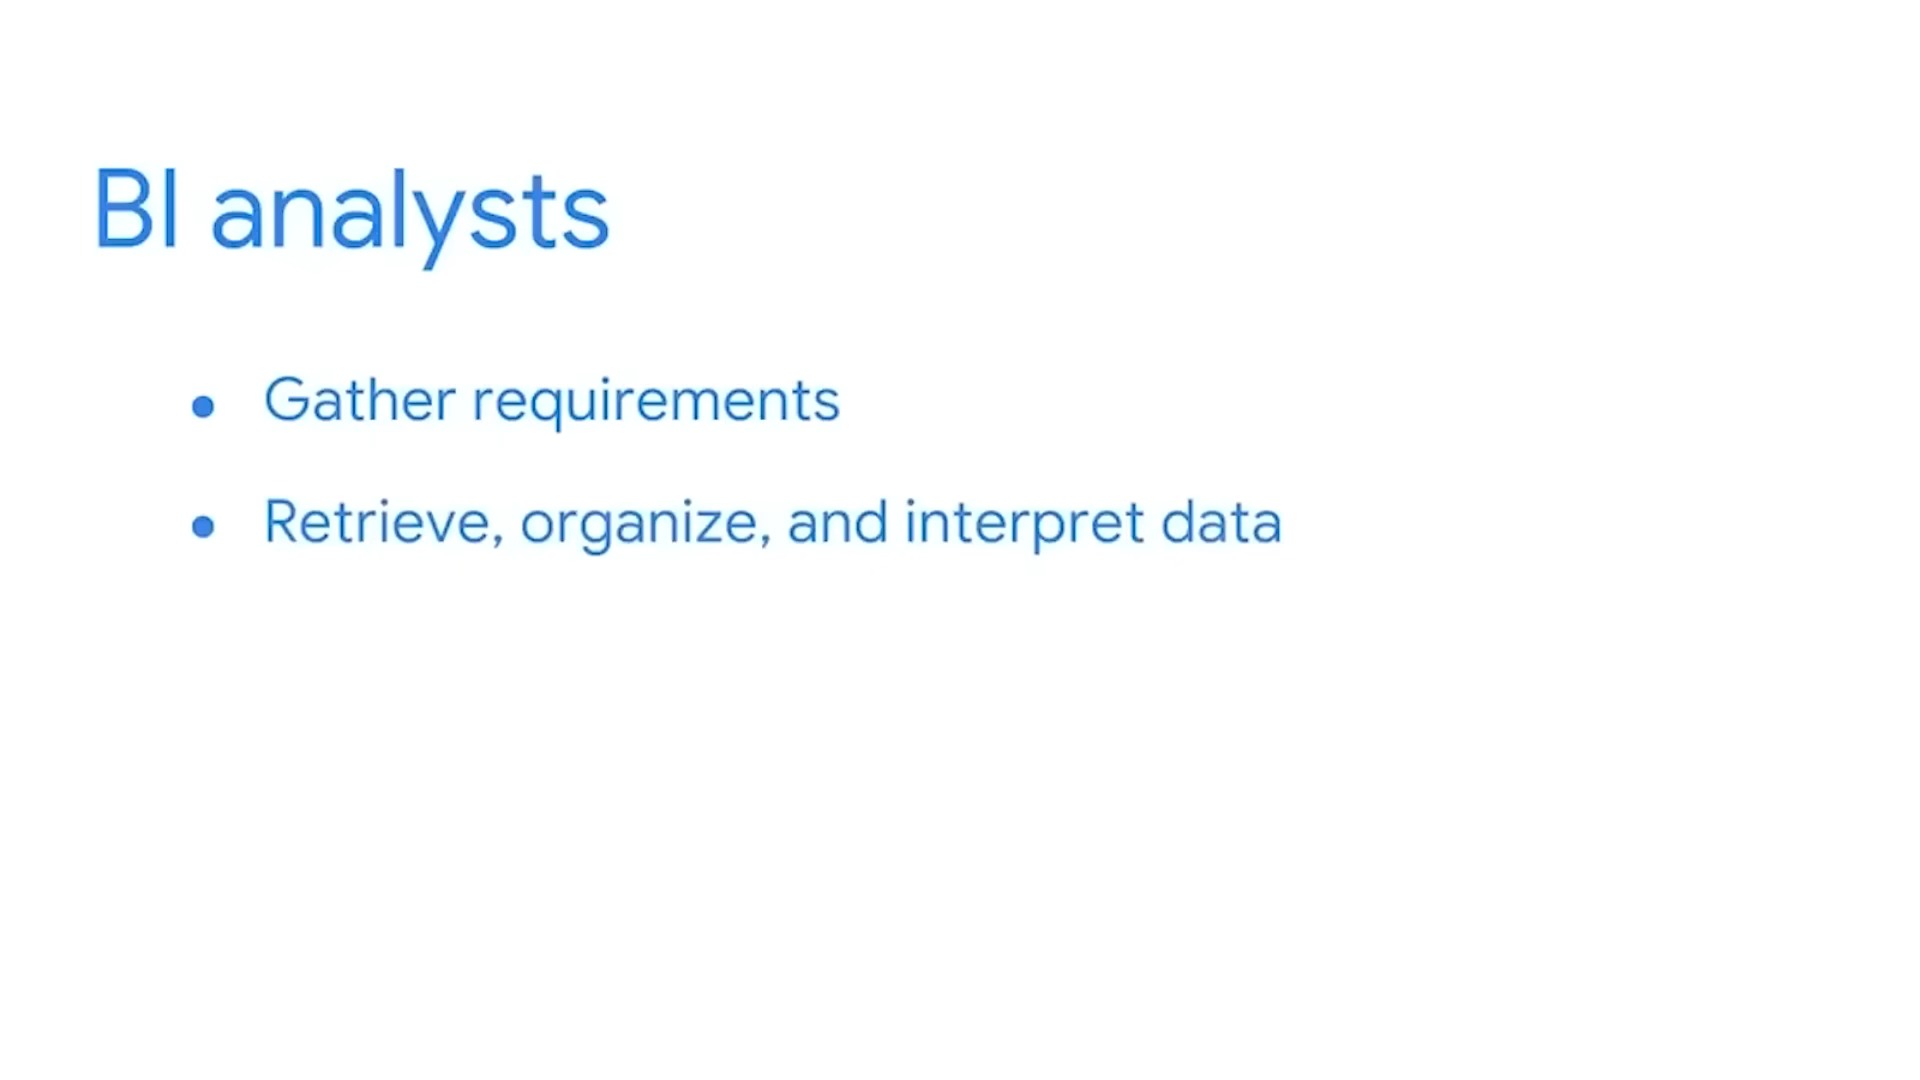 BI analysts
• Gather requirements
• Retrieve, organize, and interpret data